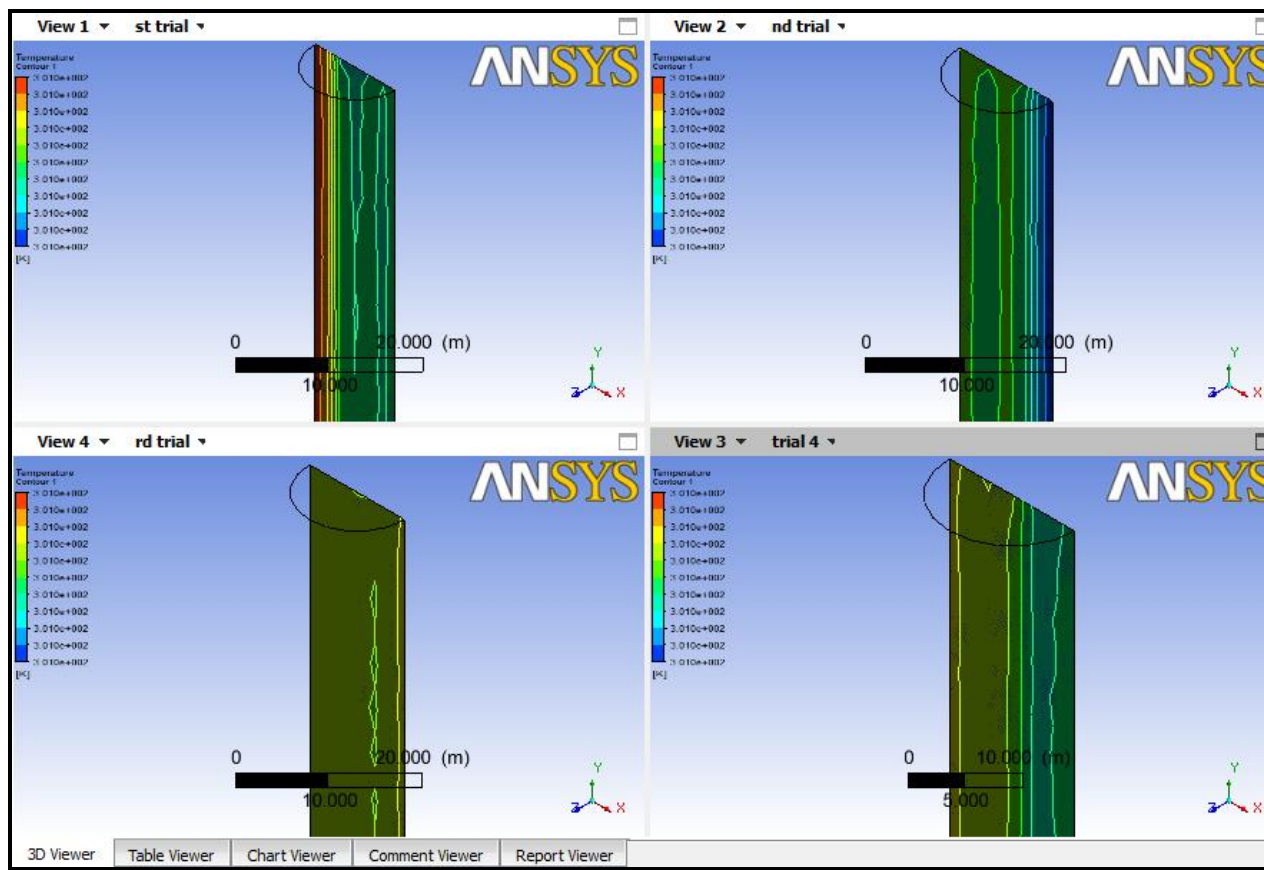 View 1 st trial
ANSYS
Temperature
Contour 1
3.010e+002
3.010e+002
3.010e+002
3.010e+002
3.010e+002
3.010e+002
3.010e+002
3.010e+002
3.010e+002
3.010e+002
3.010e+002
[K]
0 20.000 (m)
10.000
Y
Z X
View 2 nd trial
ANSYS
Temperature
Contour 1
3.010e+002
3.010e+002
3.010e+002
3.010e+002
3.010e+002
3.010e+002
3.010e+002
3.010e+002
3.010e+002
3.010e+002
3.010e+002
[K]
0 20.000 (m)
10.000
Y
Z X
View 4 rd trial
ANSYS
Temperature
Contour 1
3.010e+002
3.010e+002
3.010e+002
3.010e+002
3.010e+002
3.010e+002
3.010e+002
3.010e+002
3.010e+002
3.010e+002
3.010e+002
[K]
0 20.000 (m)
10.000
Y
Z X
View 3 trial 4
ANSYS
Temperature
Contour 1
3.010e+002
3.010e+002
3.010e+002
3.010e+002
3.010e+002
3.010e+002
3.010e+002
3.010e+002
3.010e+002
3.010e+002
3.010e+002
[K]
0 10.000 (m)
5.000
Y
Z X
3D Viewer Table Viewer Chart Viewer Comment Viewer Report Viewer